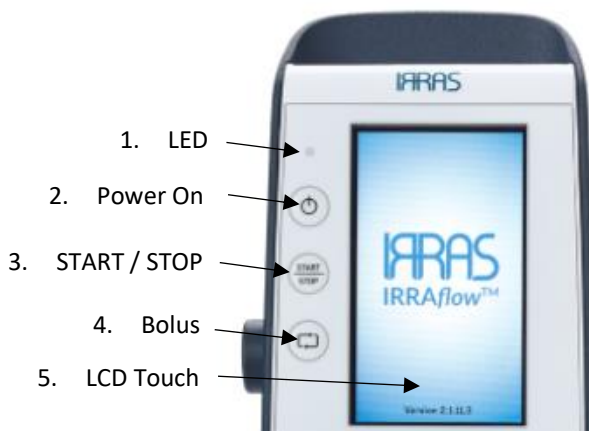 IRRAS
1. LED
2. Power On
3. START / STOP
4. Bolus
5. LCD Touch
START
STOP
IRRAS
IRRAflow™
Version 2.1.11.3